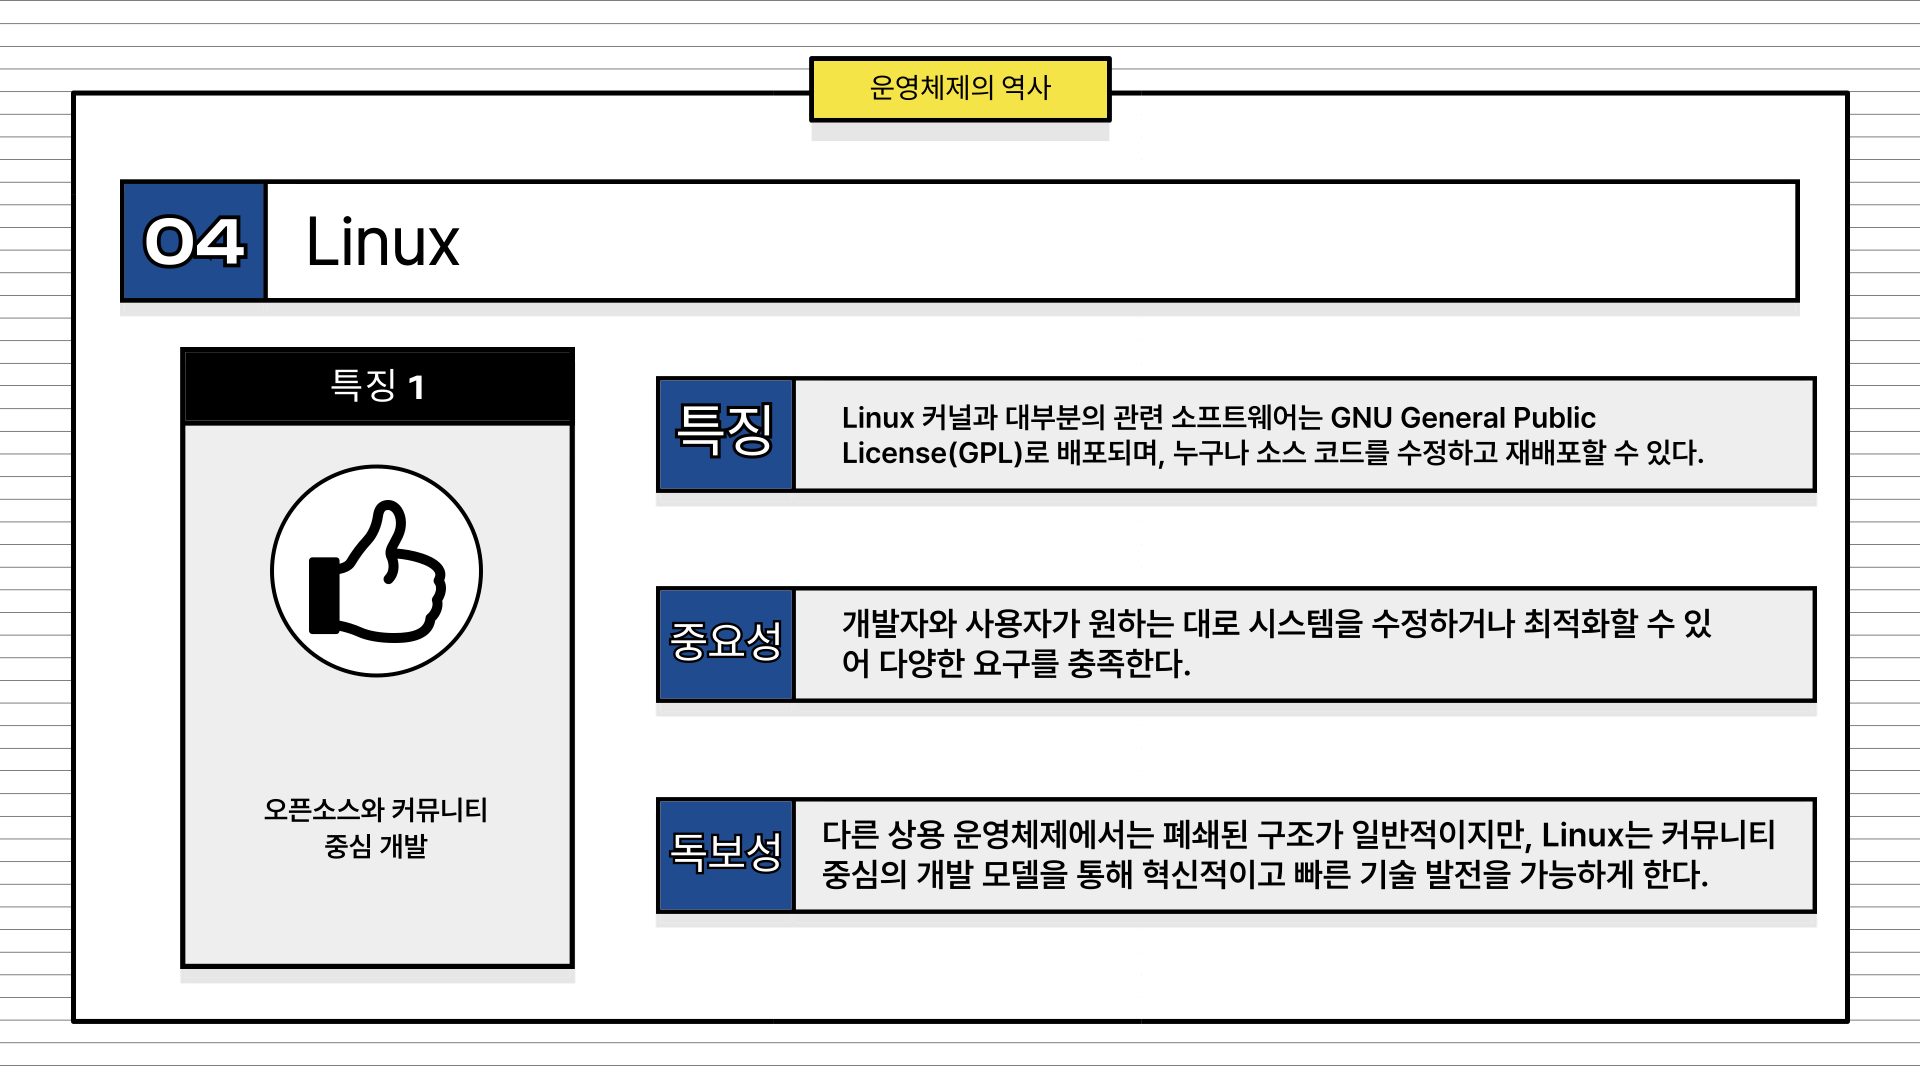 운영체제의 역사
04
Linux
특징 1
오픈소스와 커뮤니티
중심 개발
특징
Linux 커널과 대부분의 관련 소프트웨어는 GNU General Public
License(GPL)로 배포되며, 누구나 소스 코드를 수정하고 재배포할 수 있다.
중요성
개발자와 사용자가 원하는 대로 시스템을 수정하거나 최적화할 수 있
어 다양한 요구를 충족한다.
독보성
다른 상용 운영체제에서는 폐쇄된 구조가 일반적이지만, Linux는 커뮤니티
중심의 개발 모델을 통해 혁신적이고 빠른 기술 발전을 가능하게 한다.